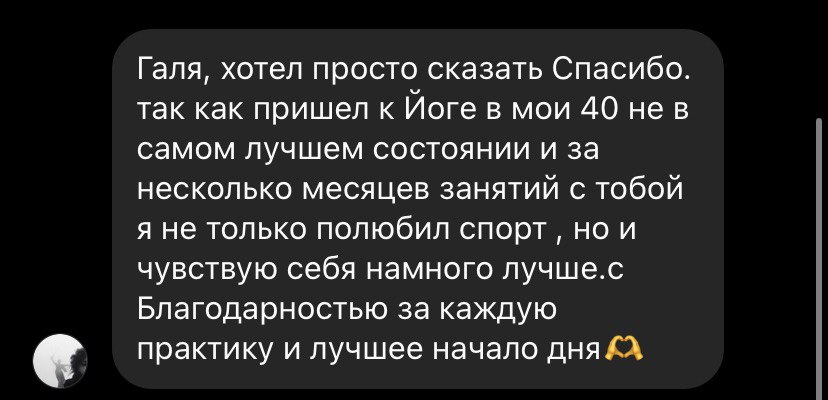 Галя, хотел просто сказать Спасибо.
так как пришел к Йоге в мои 40 не в
самом лучшем состоянии и за
несколько месяцев занятий с тобой
я не только полюбил спорт , но и
чувствую себя намного лучше.с
Благодарностью за каждую
практику и лучшее начало дня🫶